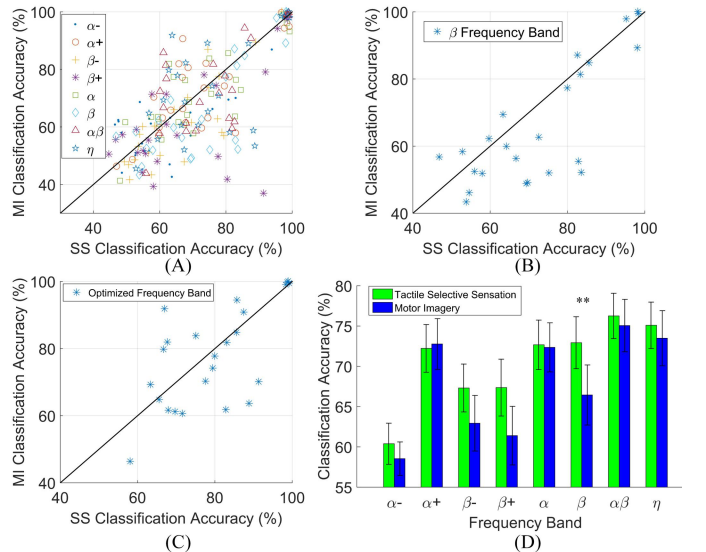 MI Classification Accuracy (%)
100
80
60
40
α-
α+
β-
β+
α
β
αβ
η
40
60
80
100
SS Classification Accuracy (%)
(A)
MI Classification Accuracy (%)
100
80
60
40
β Frequency Band
40
60
80
100
SS Classification Accuracy (%)
(B)
MI Classification Accuracy (%)
100
80
60
40
Optimized Frequency Band
40
60
80
100
SS Classification Accuracy (%)
(C)
Classification Accuracy (%)
80
75
70
65
60
55
Tactile Selective Sensation
Motor Imagery
**
α-
α+
β-
β+
α
β
αβ
η
Frequency Band
(D)